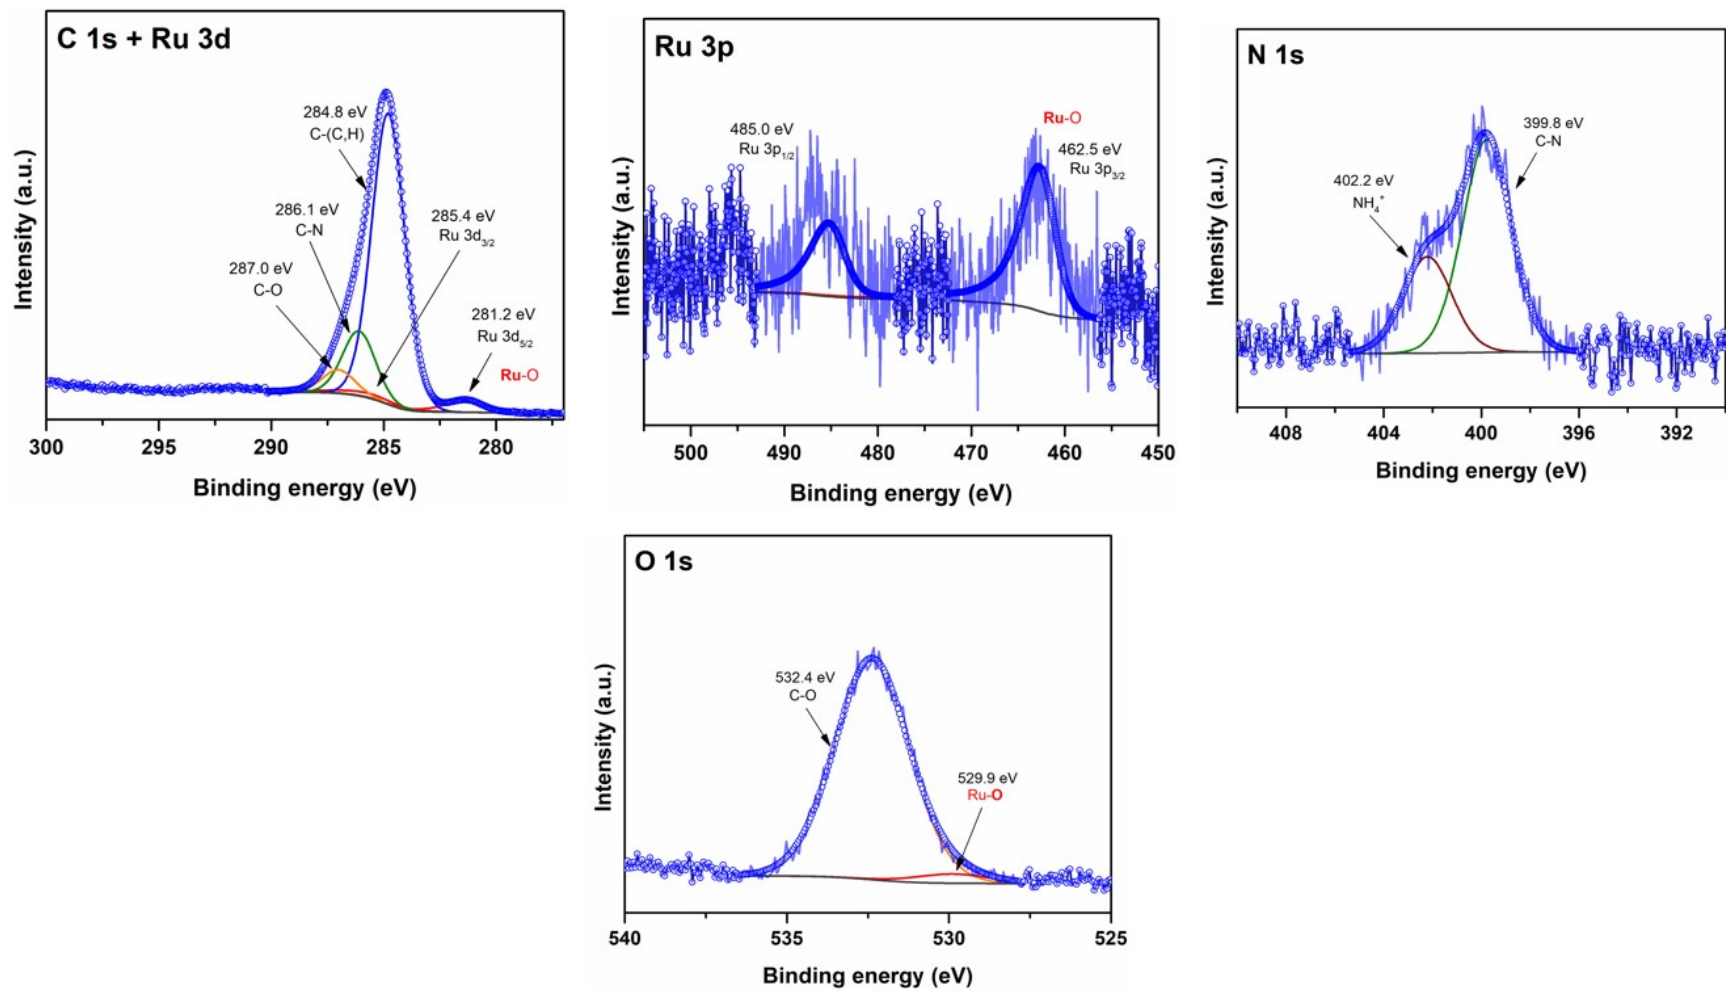 C 1s + Ru 3d
284.8 eV
C-(C,H)
286.1 eV
C-N
285.4 eV
Ru 3d3/2
287.0 eV
C-O
281.2 eV
Ru 3d5/2
Ru-O
Intensity (a.u.)
300 295 290 285 280
Binding energy (eV)
Ru 3p
485.0 eV
Ru 3p1/2
Ru-O
462.5 eV
Ru 3p3/2
Intensity (a.u.)
500 490 480 470 460 450
Binding energy (eV)
N 1s
399.8 eV
C-N
402.2 eV
NH4+
Intensity (a.u.)
408 404 400 396 392
Binding energy (eV)
O 1s
532.4 eV
C-O
529.9 eV
Ru-O
Intensity (a.u.)
540 535 530 525
Binding energy (eV)